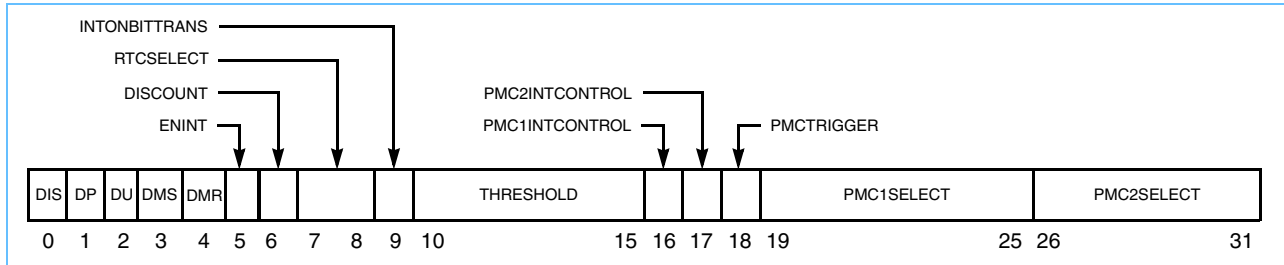 INTONBITTRANS
RTCSELECT
DISCOUNT PMC2INTCONTROL
ENINT PMC1INTCONTROL PMCTRIGGER
DIS DP DU DMS DMR THRESHOLD PMC1SELECT PMC2SELECT
0 1 2 3 4 5 6 7 8 9 10 15 16 17 18 19 25 26 31